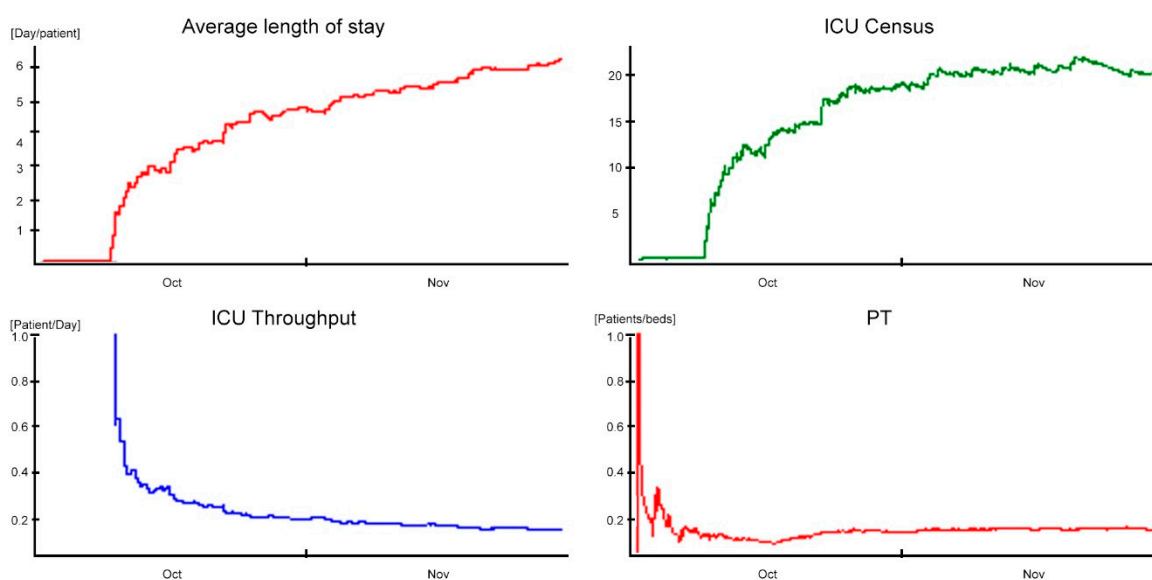 Average length of stay
[Day/patient]
6
5
4
3
2
1
Oct
Nov
ICU Census
20
15
10
5
Oct
Nov
ICU Throughput
[Patient/Day]
1.0
0.8
0.6
0.4
0.2
Oct
Nov
PT
[Patients/beds]
1.0
0.8
0.6
0.4
0.2
Oct
Nov